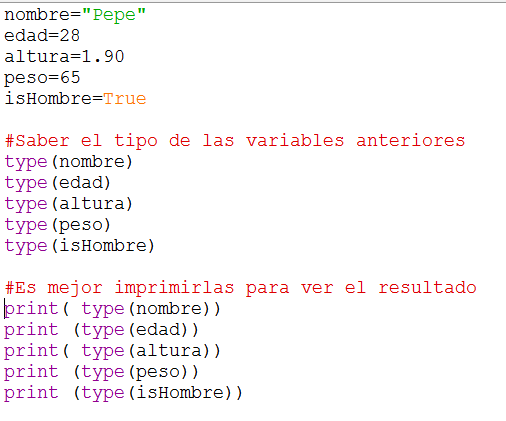 nombre="Pepe"
edad=28
altura=1.90
peso=65
isHombre=True
#Saber el tipo de las variables anteriores
type(nombre)
type(edad)
type(altura)
type(peso)
type(isHombre)
#Es mejor imprimirlas para ver el resultado
print( type(nombre))
print (type(edad))
print( type(altura))
print (type(peso))
print (type(isHombre))